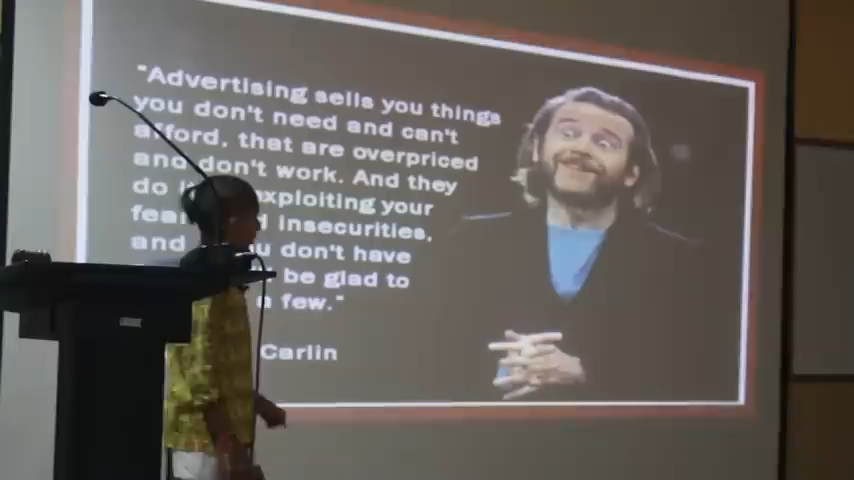 "Advertising sells you things
you don't need and can't
afford, that are overpriced
and don't work. And they
do exploiting your
insecurities.
and don't have
be glad to
a few."
Carlin